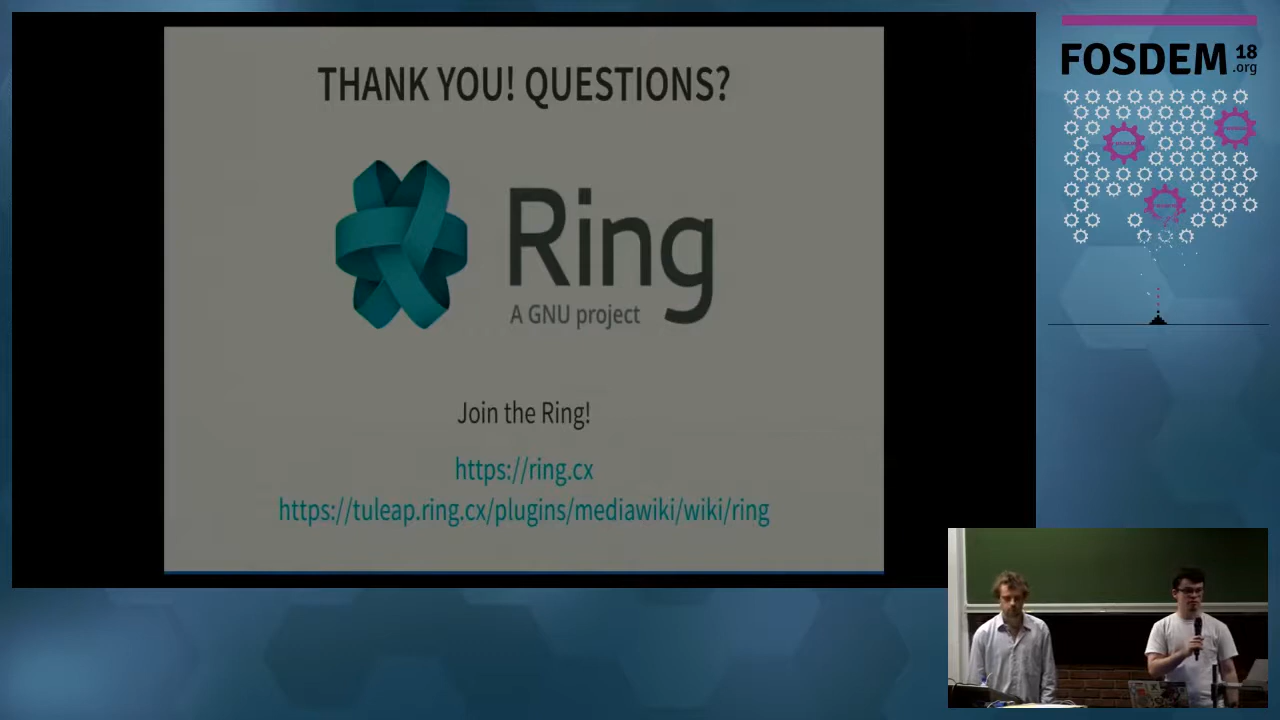 THANK YOU! QUESTIONS?
Ring
A GNU project
Join the Ring!
https://ring.cx
https://tuleap.ring.cx/plugins/mediawiki/wiki/ring
FOSDEM 18
.org